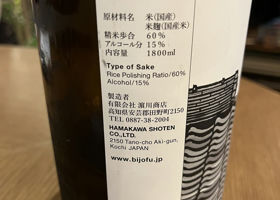 原材料名 米(国産)
米麹(国産米)
精米歩合 60%
アルコール分 15%
内容量 1800ml
Type of Sake
Rice Polishing Ratio/60%
Alcohol/15%
製造者
有限会社 濵川商店
高知県安芸郡田野町2150
TEL 0887-38-2004
HAMAKAWA SHOTEN
CO.,LTD.
2150 Tano-cho Aki-gun,
Kochi JAPAN
www.bijofu.jp